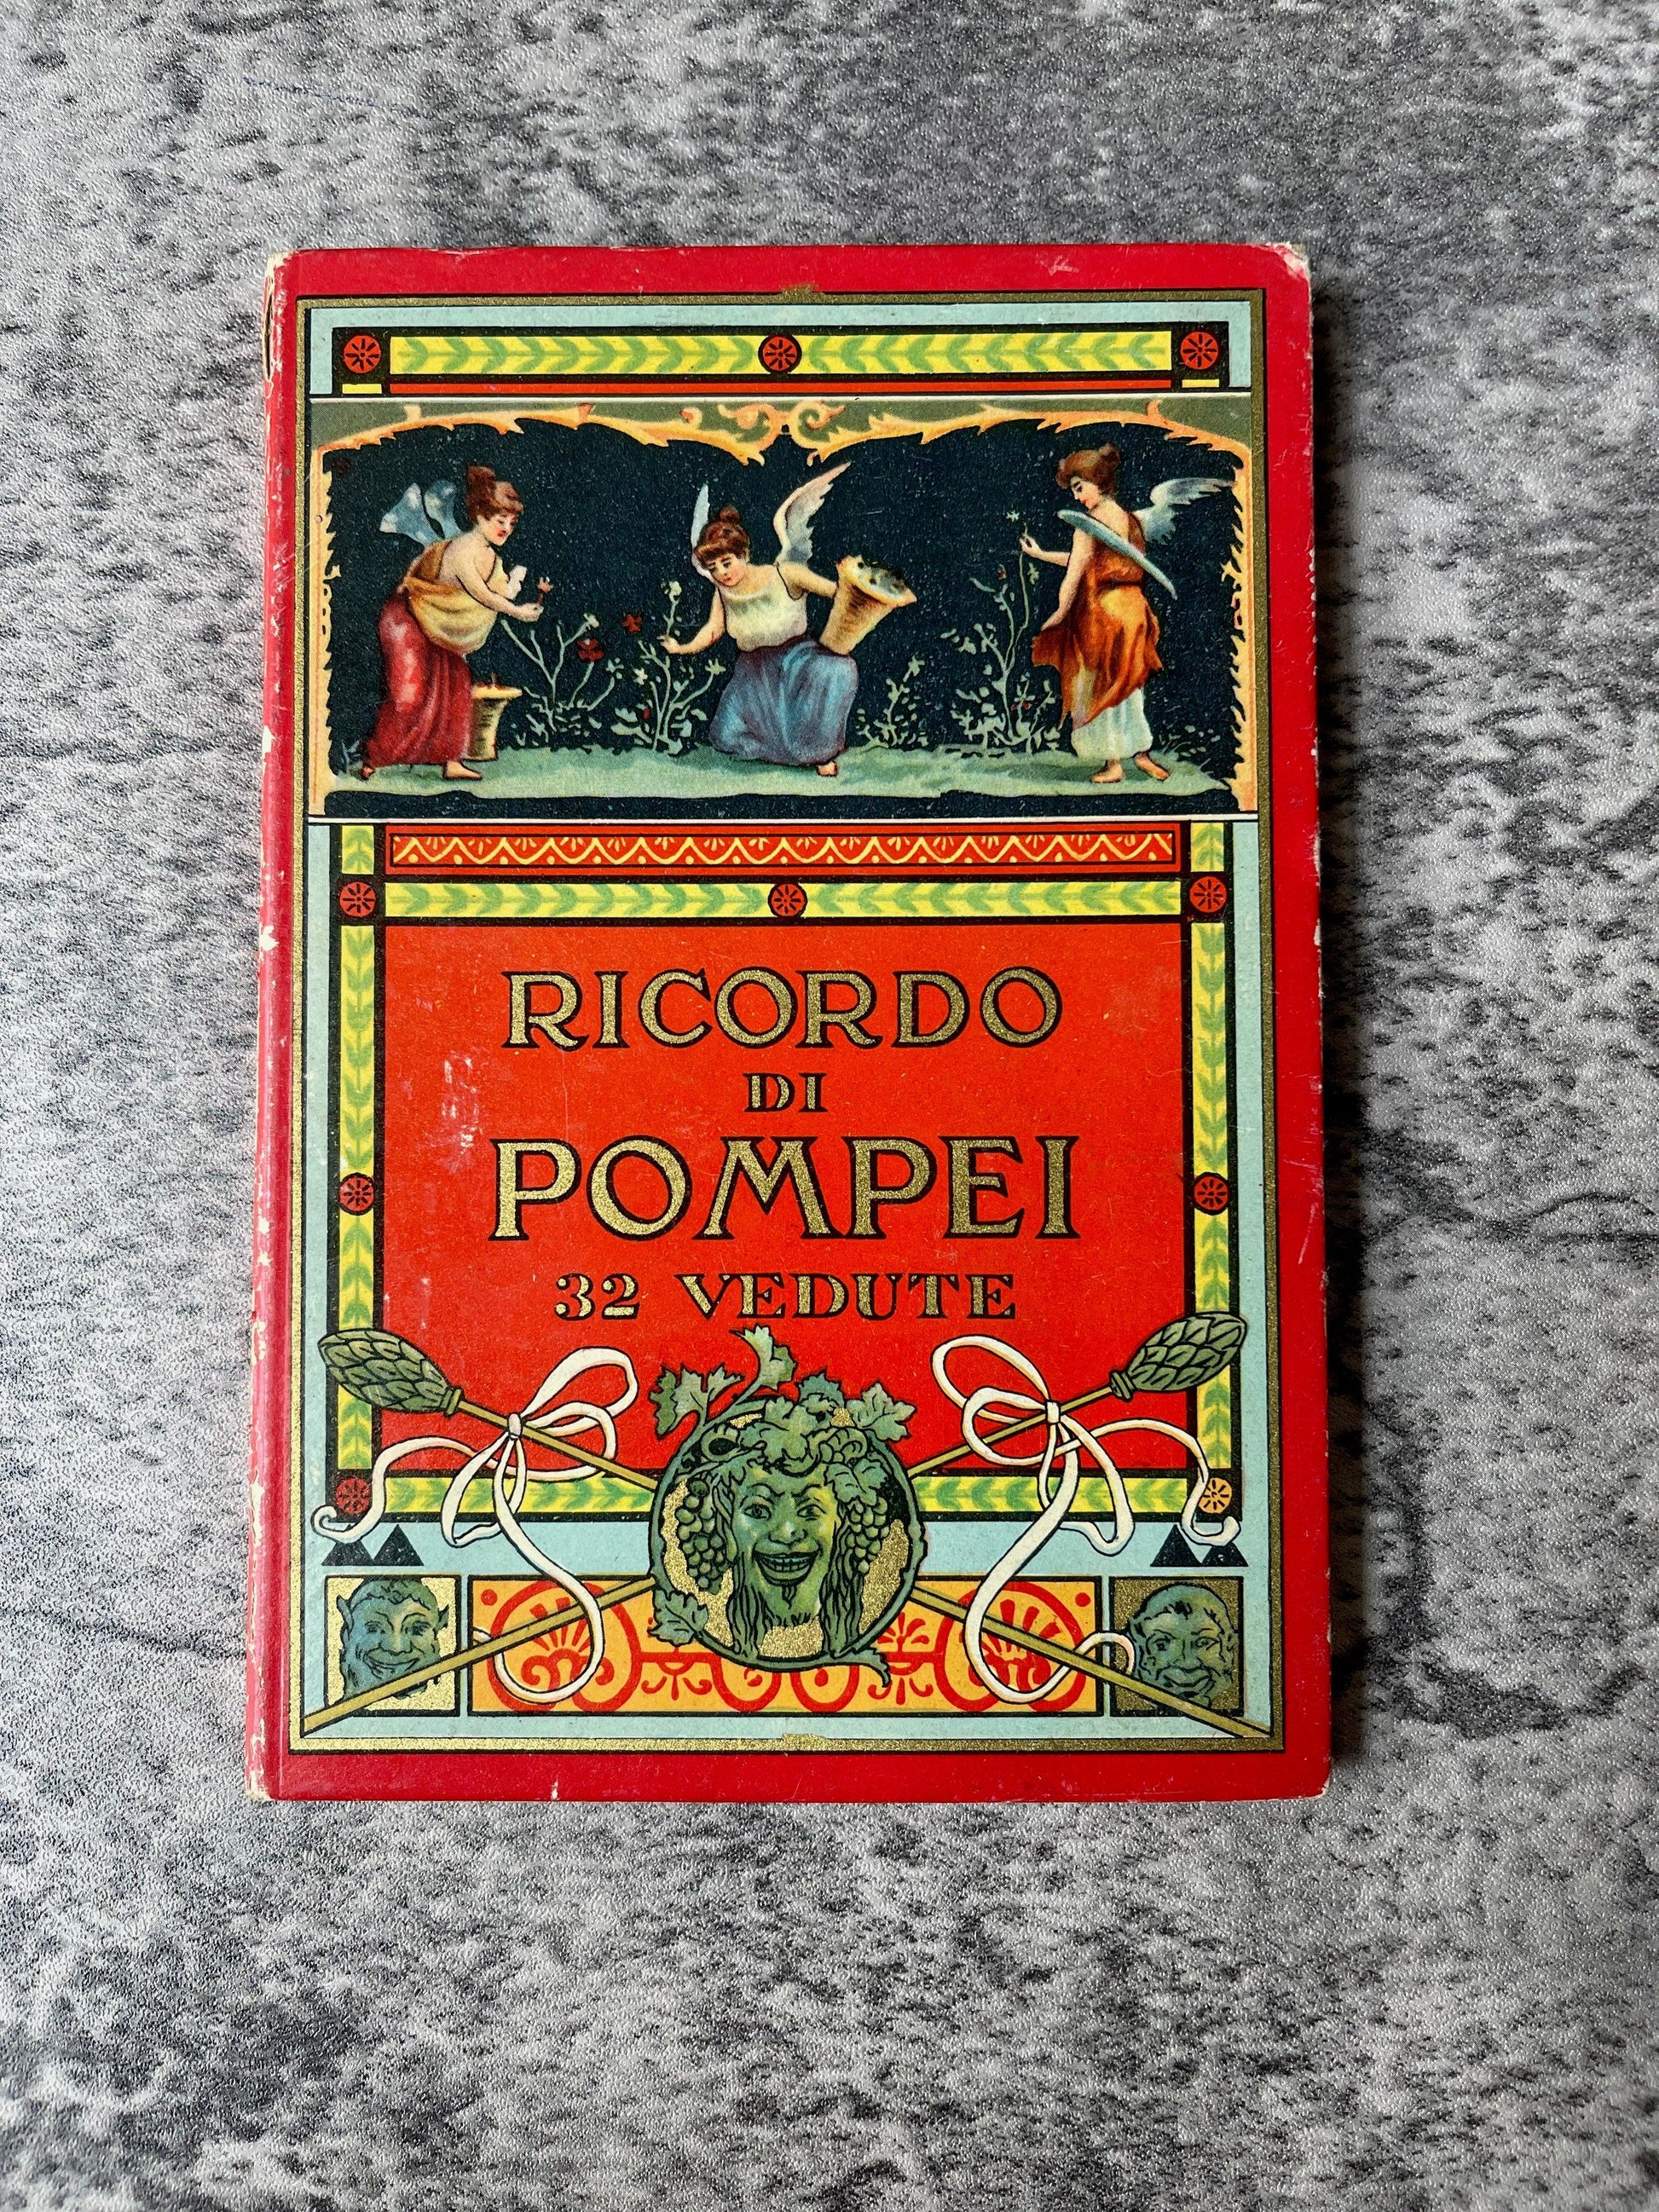 RICORDO
DI
POMPEI
32 VEDUTE